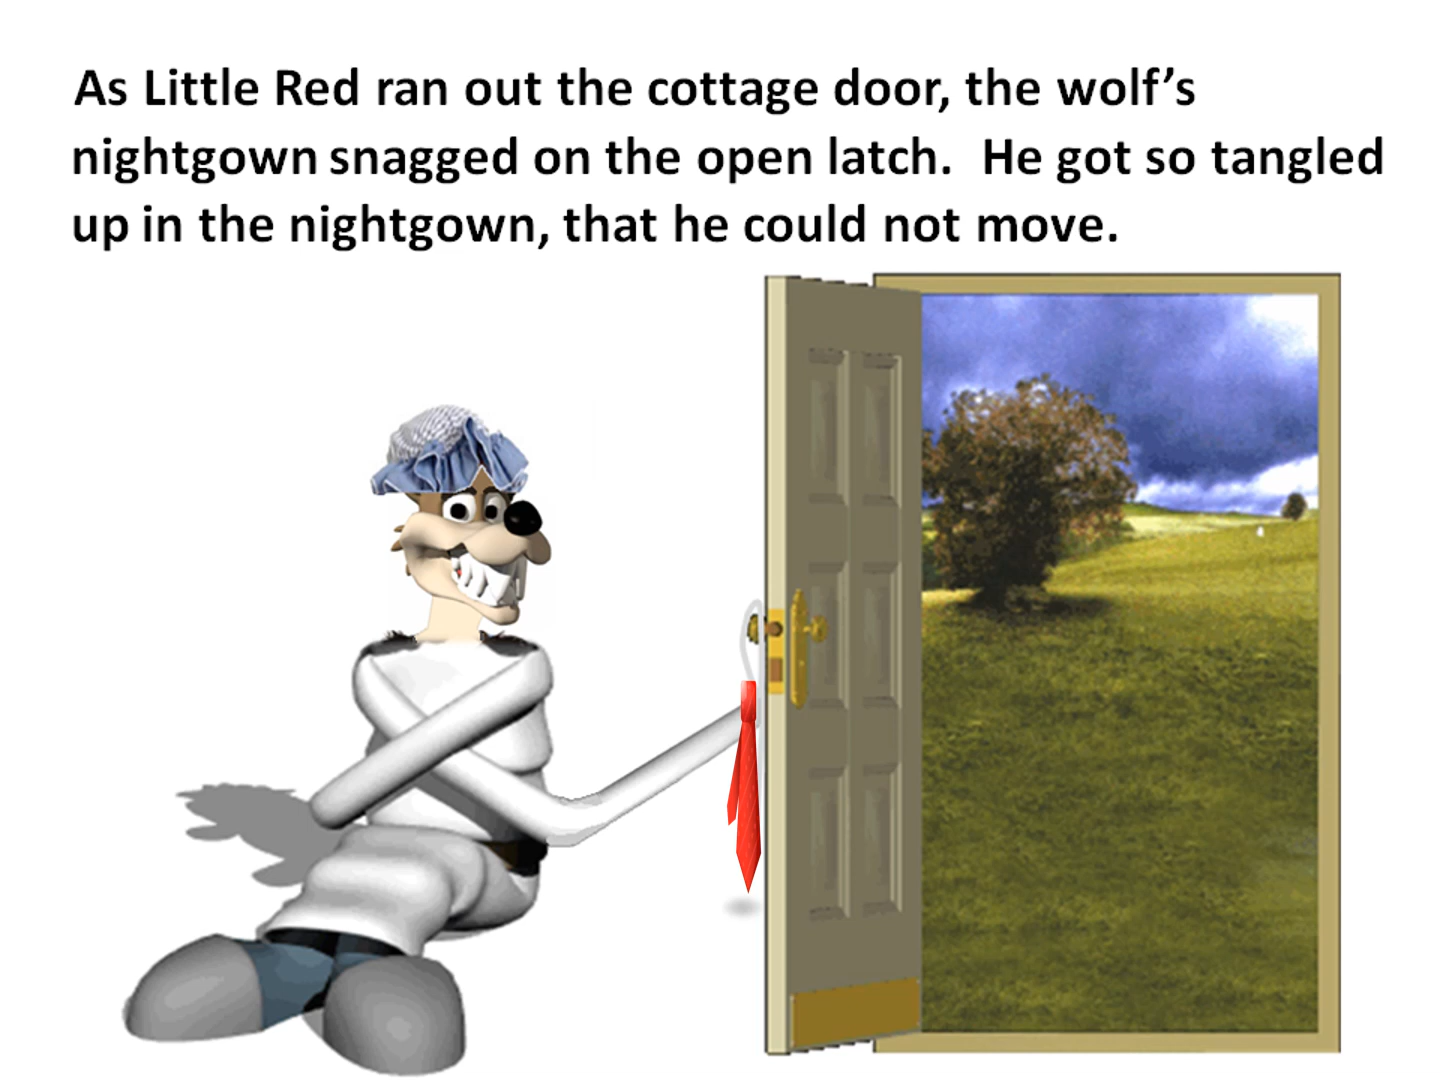 As Little Red ran out the cottage door, the wolf’s
nightgown snagged on the open latch.  He got so tangled
up in the nightgown, that he could not move.